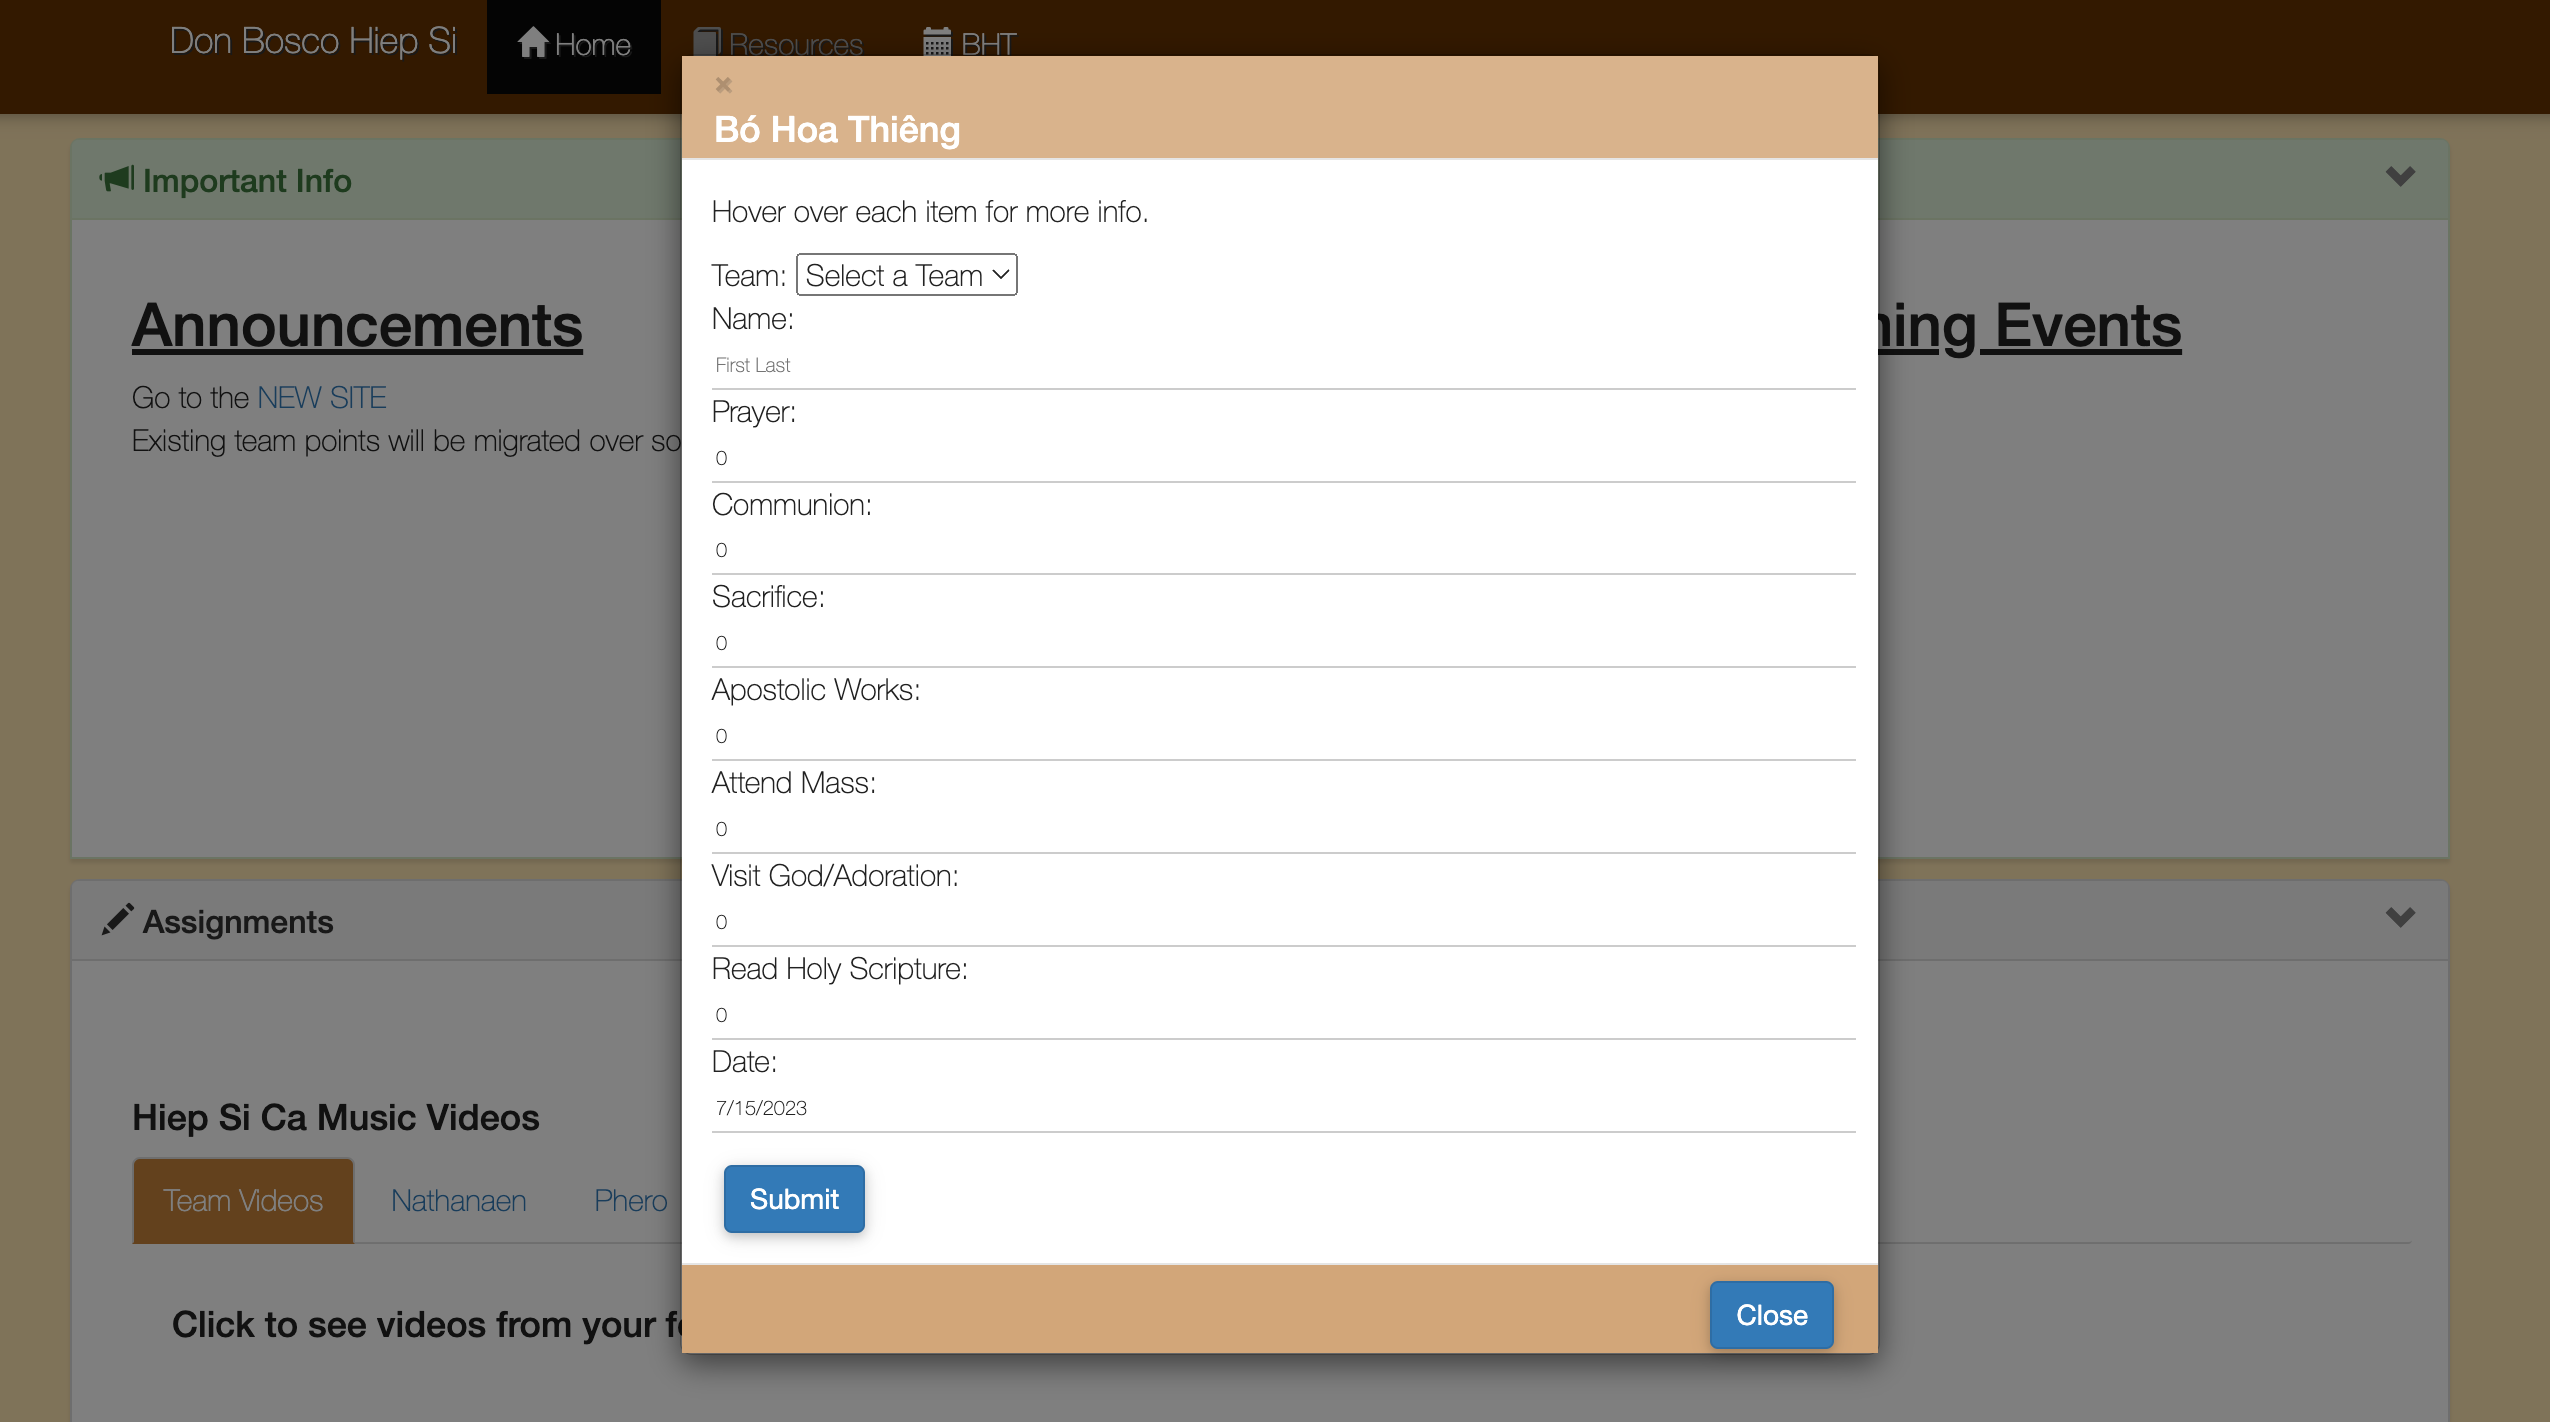 Don Bosco Hiep Si
Home
Resources
BHT
Bó Hoa Thiêng
Hover over each item for more info.
Team: Select a Team
Name:
First Last
Prayer:
0
Communion:
0
Sacrifice:
0
Apostolic Works:
0
Attend Mass:
0
Visit God/Adoration:
0
Read Holy Scripture:
0
Date:
7/15/2023
Submit
Close
Important Info
Announcements
Go to the NEW SITE
Existing team points will be migrated over
Events
Assignments
Hiep Si Ca Music Videos
Team Videos
Nathanaen
Phero
Click to see videos from your